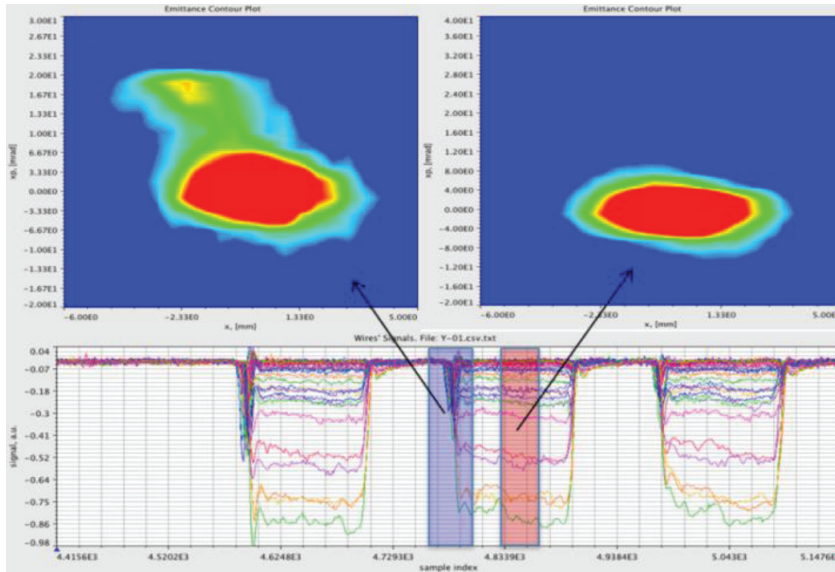 Emittance Contour Plot
3.00E1
2.67E1
2.33E1
2.00E1
1.67E1
1.33E1
1.00E1
6.67E0
3.33E0
0.00E0
-3.33E0
-6.67E0
-1.00E1
-1.33E1
-1.67E1
-2.00E1
xp, [mrad]
-6.00E0 -2.33E0 1.33E0 5.00E0
x, [mm]
Emittance Contour Plot
4.00E1
3.60E1
3.20E1
2.80E1
2.40E1
2.00E1
1.60E1
1.20E1
8.00E0
4.00E0
0.00E0
-4.00E0
-8.00E0
-1.20E1
-1.60E1
-2.00E1
xp, [mrad]
-6.00E0 -2.33E0 1.33E0 5.00E0
x, [mm]
Wires' Signals. File: Y-01.csv.txt
0.04
-0.07
-0.18
-0.3
-0.41
-0.52
-0.64
-0.75
-0.86
-0.98
signal, a.u.
4.4156E3 4.5202E3 4.6248E3 4.7293E3 4.8339E3 4.9384E3 5.043E3 5.1476E
sample index